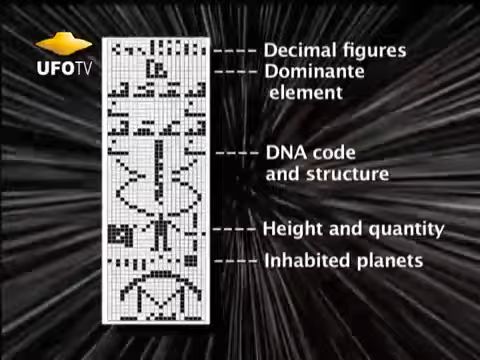 UFOTV
Decimal figures
Dominante
element
DNA code
and structure
Height and quantity
Inhabited planets